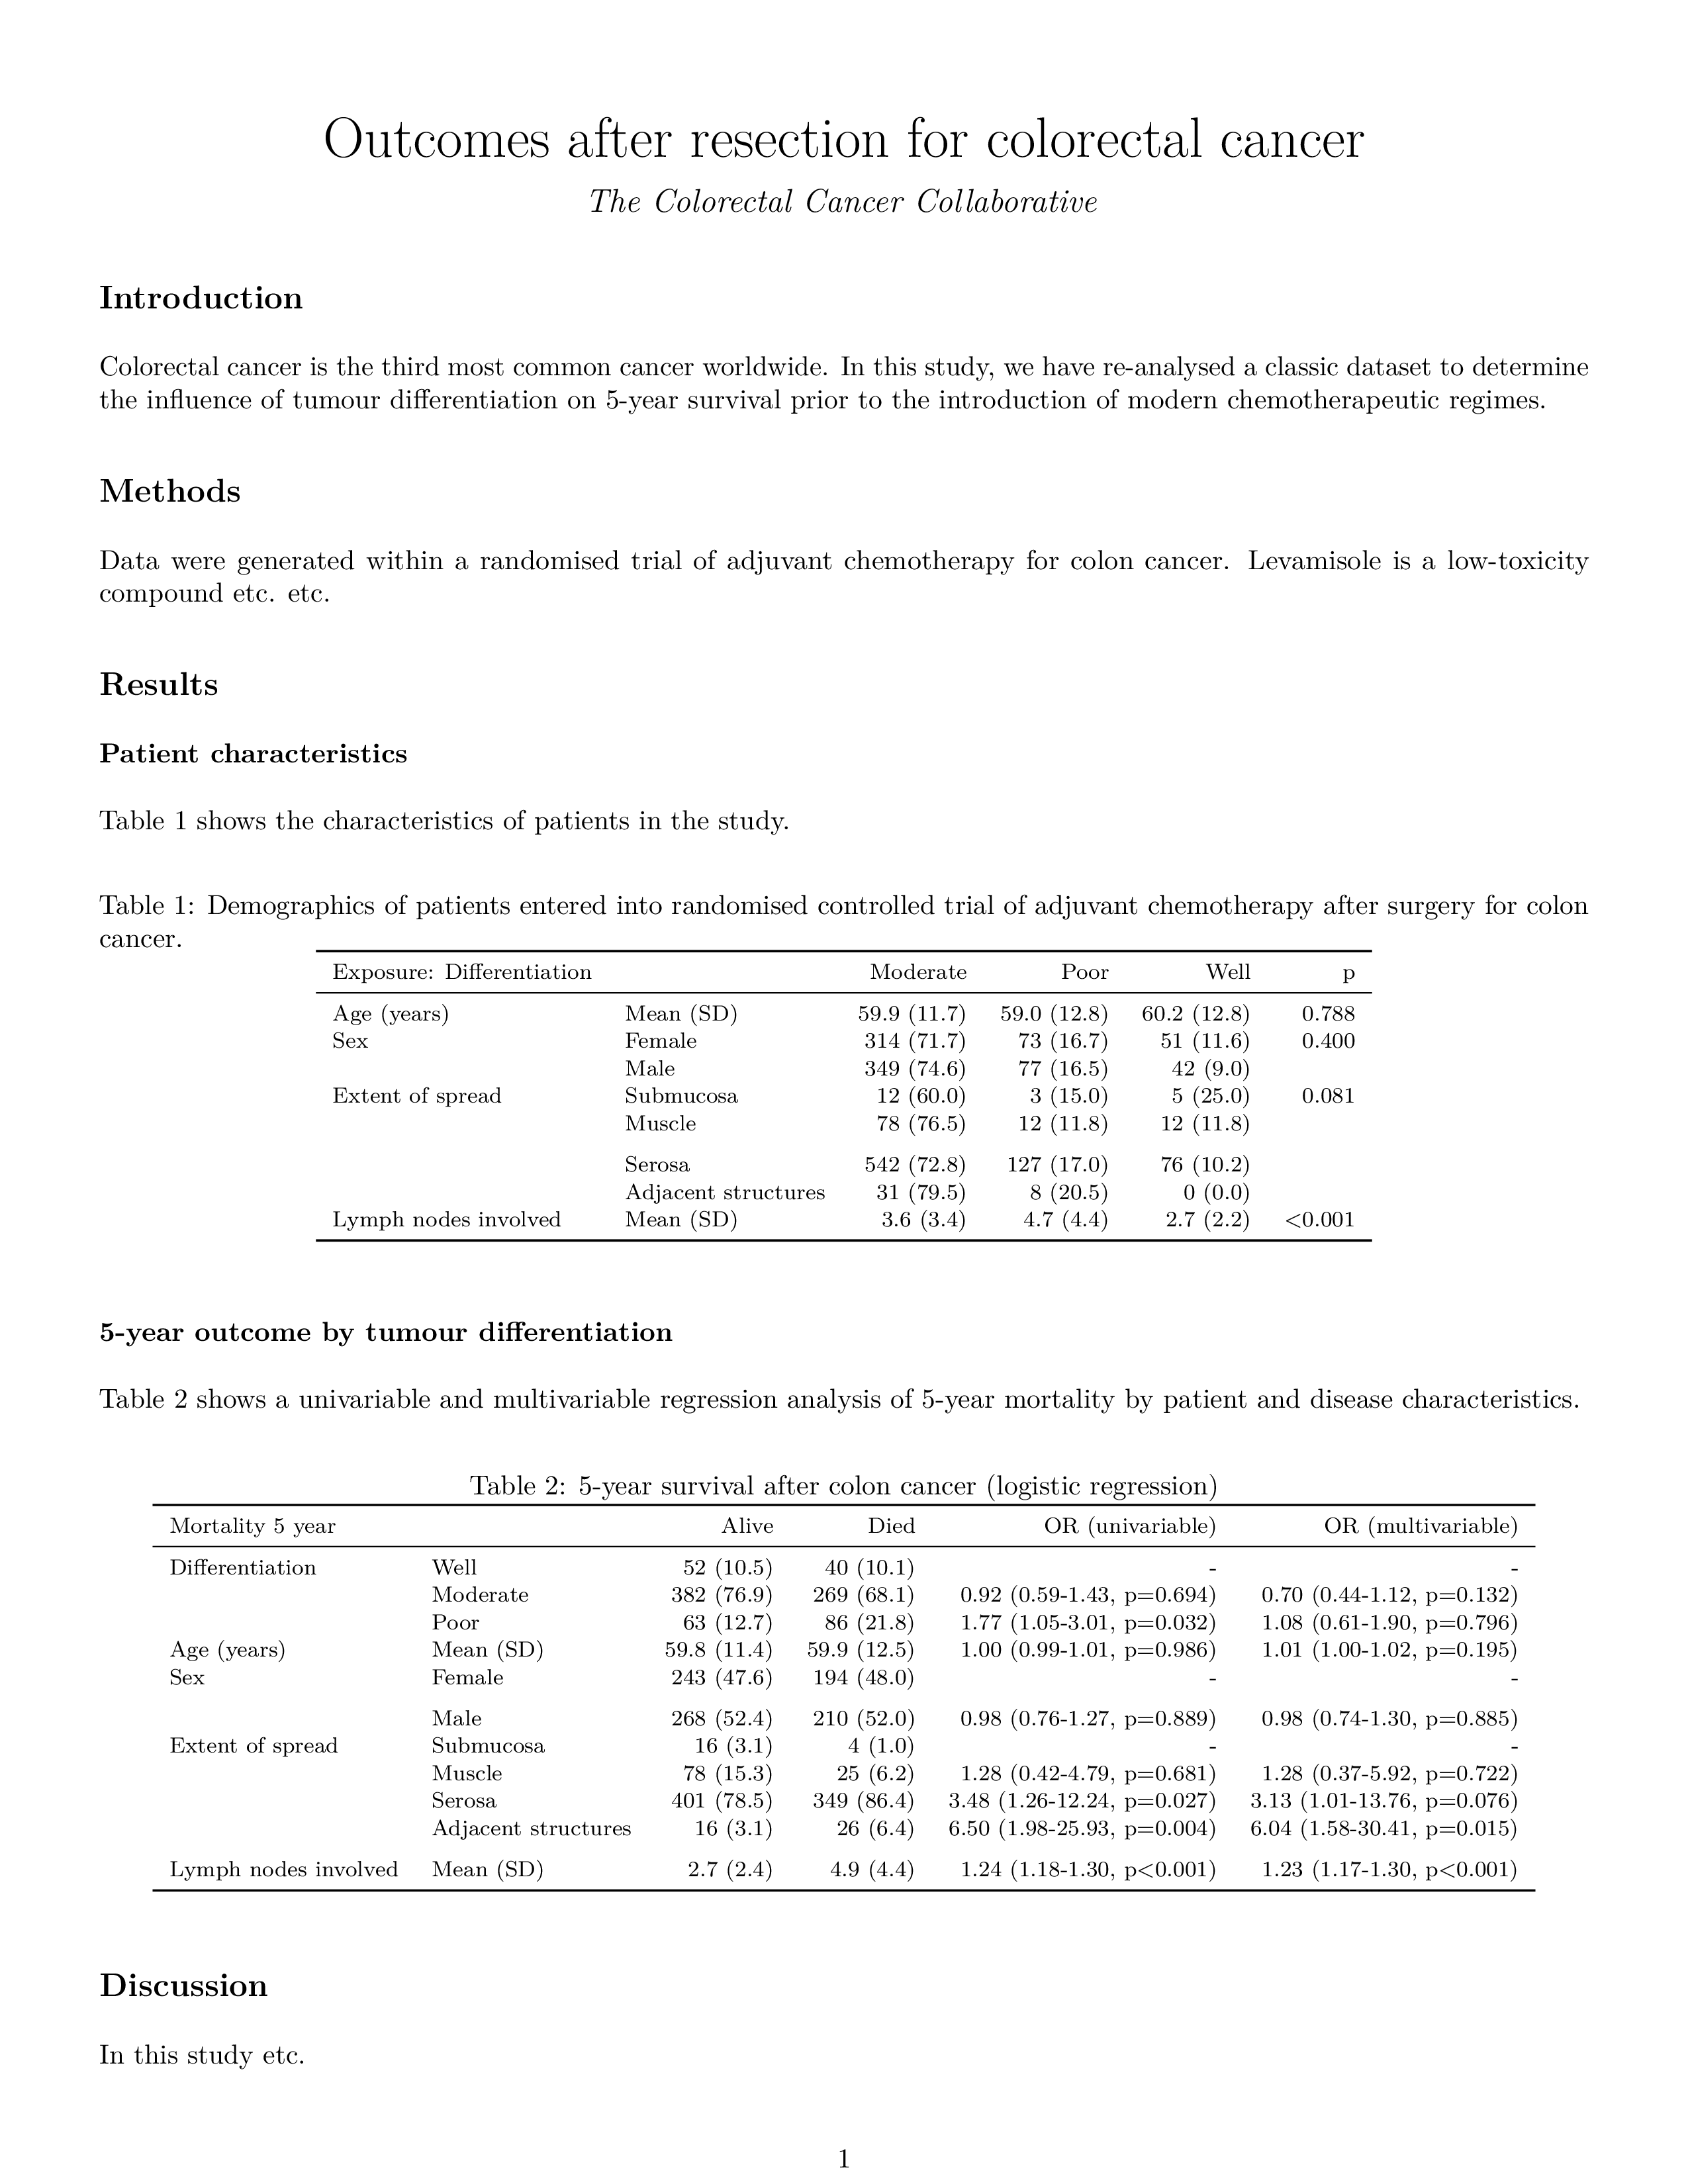 Outcomes after resection for colorectal cancer
The Colorectal Cancer Collaborative
Introduction
Colorectal cancer is the third most common cancer worldwide. In this study, we have re-analysed a classic dataset to determine
the influence of tumour differentiation on 5-year survival prior to the introduction of modern chemotherapeutic regimes.
Methods
Data were generated within a randomised trial of adjuvant chemotherapy for colon cancer. Levamisole is a low-toxicity
compound etc. etc.
Results
Patient characteristics
Table 1 shows the characteristics of patients in the study.
Table 1: Demographics of patients entered into randomised controlled trial of adjuvant chemotherapy after surgery for colon
cancer.
Exposure: Differentiation Moderate Poor Well p
Age (years) Mean (SD) 59.9 (11.7) 59.0 (12.8) 60.2 (12.8) 0.788
Sex Female 314 (71.7) 73 (16.7) 51 (11.6) 0.400
Male 349 (74.6) 77 (16.5) 42 (9.0)
Extent of spread Submucosa 12 (60.0) 3 (15.0) 5 (25.0) 0.081
Muscle 78 (76.5) 12 (11.8) 12 (11.8)
Serosa 542 (72.8) 127 (17.0) 76 (10.2)
Adjacent structures 31 (79.5) 8 (20.5) 0 (0.0)
Lymph nodes involved Mean (SD) 3.6 (3.4) 4.7 (4.4) 2.7 (2.2) <0.001
5-year outcome by tumour differentiation
Table 2 shows a univariable and multivariable regression analysis of 5-year mortality by patient and disease characteristics.
Table 2: 5-year survival after colon cancer (logistic regression)
Mortality 5 year Alive Died OR (univariable) OR (multivariable)
Differentiation Well 52 (10.5) 40 (10.1) - -
Moderate 382 (76.9) 269 (68.1) 0.92 (0.59-1.43, p=0.694) 0.70 (0.44-1.12, p=0.132)
Poor 63 (12.7) 86 (21.8) 1.77 (1.05-3.01, p=0.032) 1.08 (0.61-1.90, p=0.796)
Age (years) Mean (SD) 59.8 (11.4) 59.9 (12.5) 1.00 (0.99-1.01, p=0.986) 1.01 (1.00-1.02, p=0.195)
Sex Female 243 (47.6) 194 (48.0) - -
Male 268 (52.4) 210 (52.0) 0.98 (0.76-1.27, p=0.889) 0.98 (0.74-1.30, p=0.885)
Extent of spread Submucosa 16 (3.1) 4 (1.0) - -
Muscle 78 (15.3) 25 (6.2) 1.28 (0.42-4.79, p=0.681) 1.28 (0.37-5.92, p=0.722)
Serosa 401 (78.5) 349 (86.4) 3.48 (1.26-12.24, p=0.027) 3.13 (1.01-13.76, p=0.076)
Adjacent structures 16 (3.1) 26 (6.4) 6.50 (1.98-25.93, p=0.004) 6.04 (1.58-30.41, p=0.015)
Lymph nodes involved Mean (SD) 2.7 (2.4) 4.9 (4.4) 1.24 (1.18-1.30, p<0.001) 1.23 (1.17-1.30, p<0.001)
Discussion
In this study etc.
1